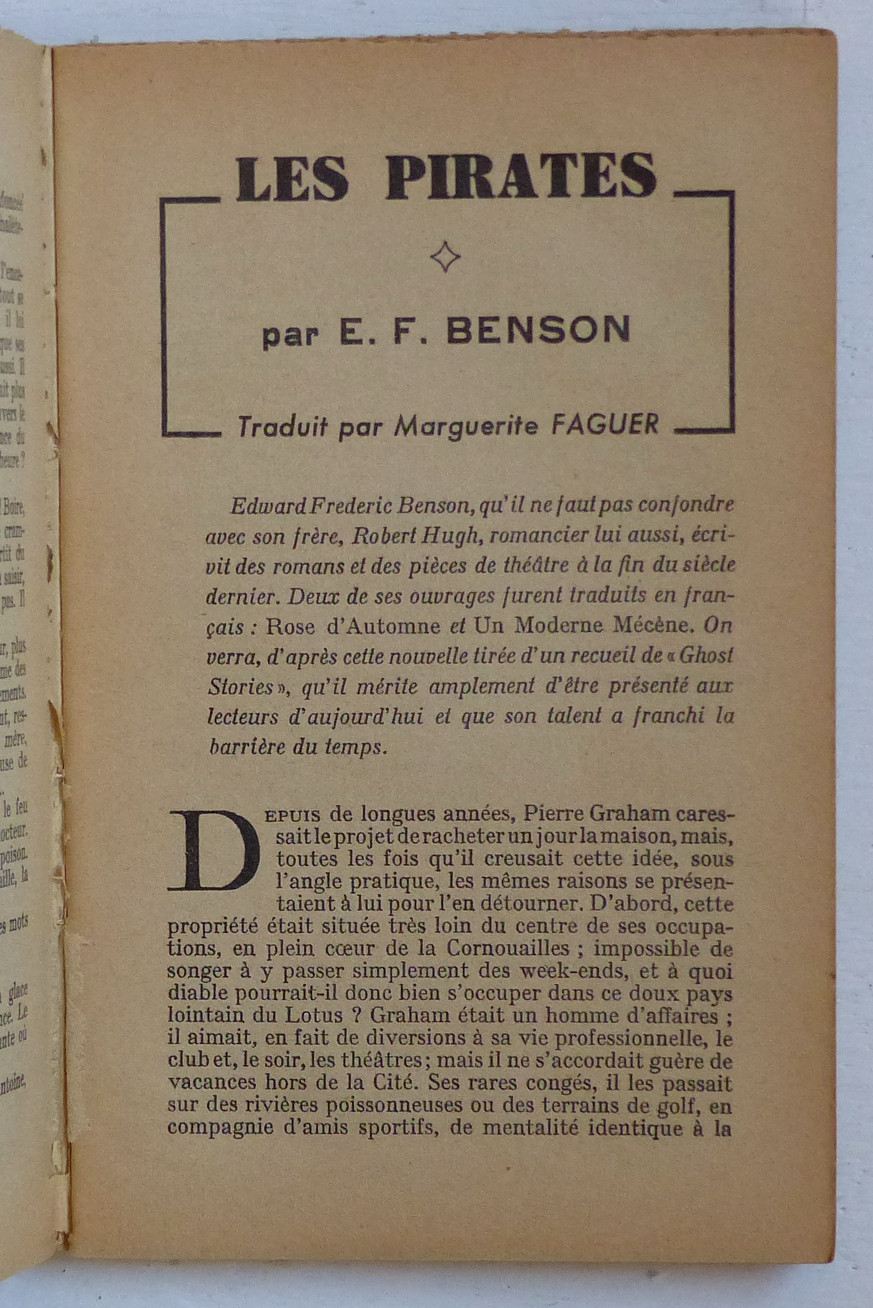 LES PIRATES
par E. F. BENSON
Traduit par Marguerite FAGUER
Edward Frederic Benson, qu'il ne faut pas confondre
avec son frère, Robert Hugh, romancier lui aussi, écri-
vit des romans et des pièces de théâtre à la fin du siècle
dernier. Deux de ses ouvrages furent traduits en fran-
çais : Rose d'Automne et Un Moderne Mécène. On
verra, d'après cette nouvelle tirée d'un recueil de « Ghost
Stories », qu'il mérite amplement d'être présenté aux
lecteurs d'aujourd'hui et que son talent a franchi la
barrière du temps.
DEPUIS de longues années, Pierre Graham cares-
sait le projet de racheter un jour la maison, mais,
toutes les fois qu'il creusait cette idée, sous
l'angle pratique, les mêmes raisons se présen-
taient à lui pour l'en détourner. D'abord, cette
propriété était située très loin du centre de ses occupa-
tions, en plein cœur de la Cornouailles ; impossible de
songer à y passer simplement des week-ends, et à quoi
diable pourrait-il donc bien s'occuper dans ce doux pays
lointain du Lotus ? Graham était un homme d'affaires ;
il aimait, en fait de diversions à sa vie professionnelle, le
club et, le soir, les théâtres ; mais il ne s'accordait guère de
vacances hors de la Cité. Ses rares congés, il les passait
sur des rivières poissonneuses ou des terrains de golf, en
compagnie d'amis sportifs, de mentalité identique à la